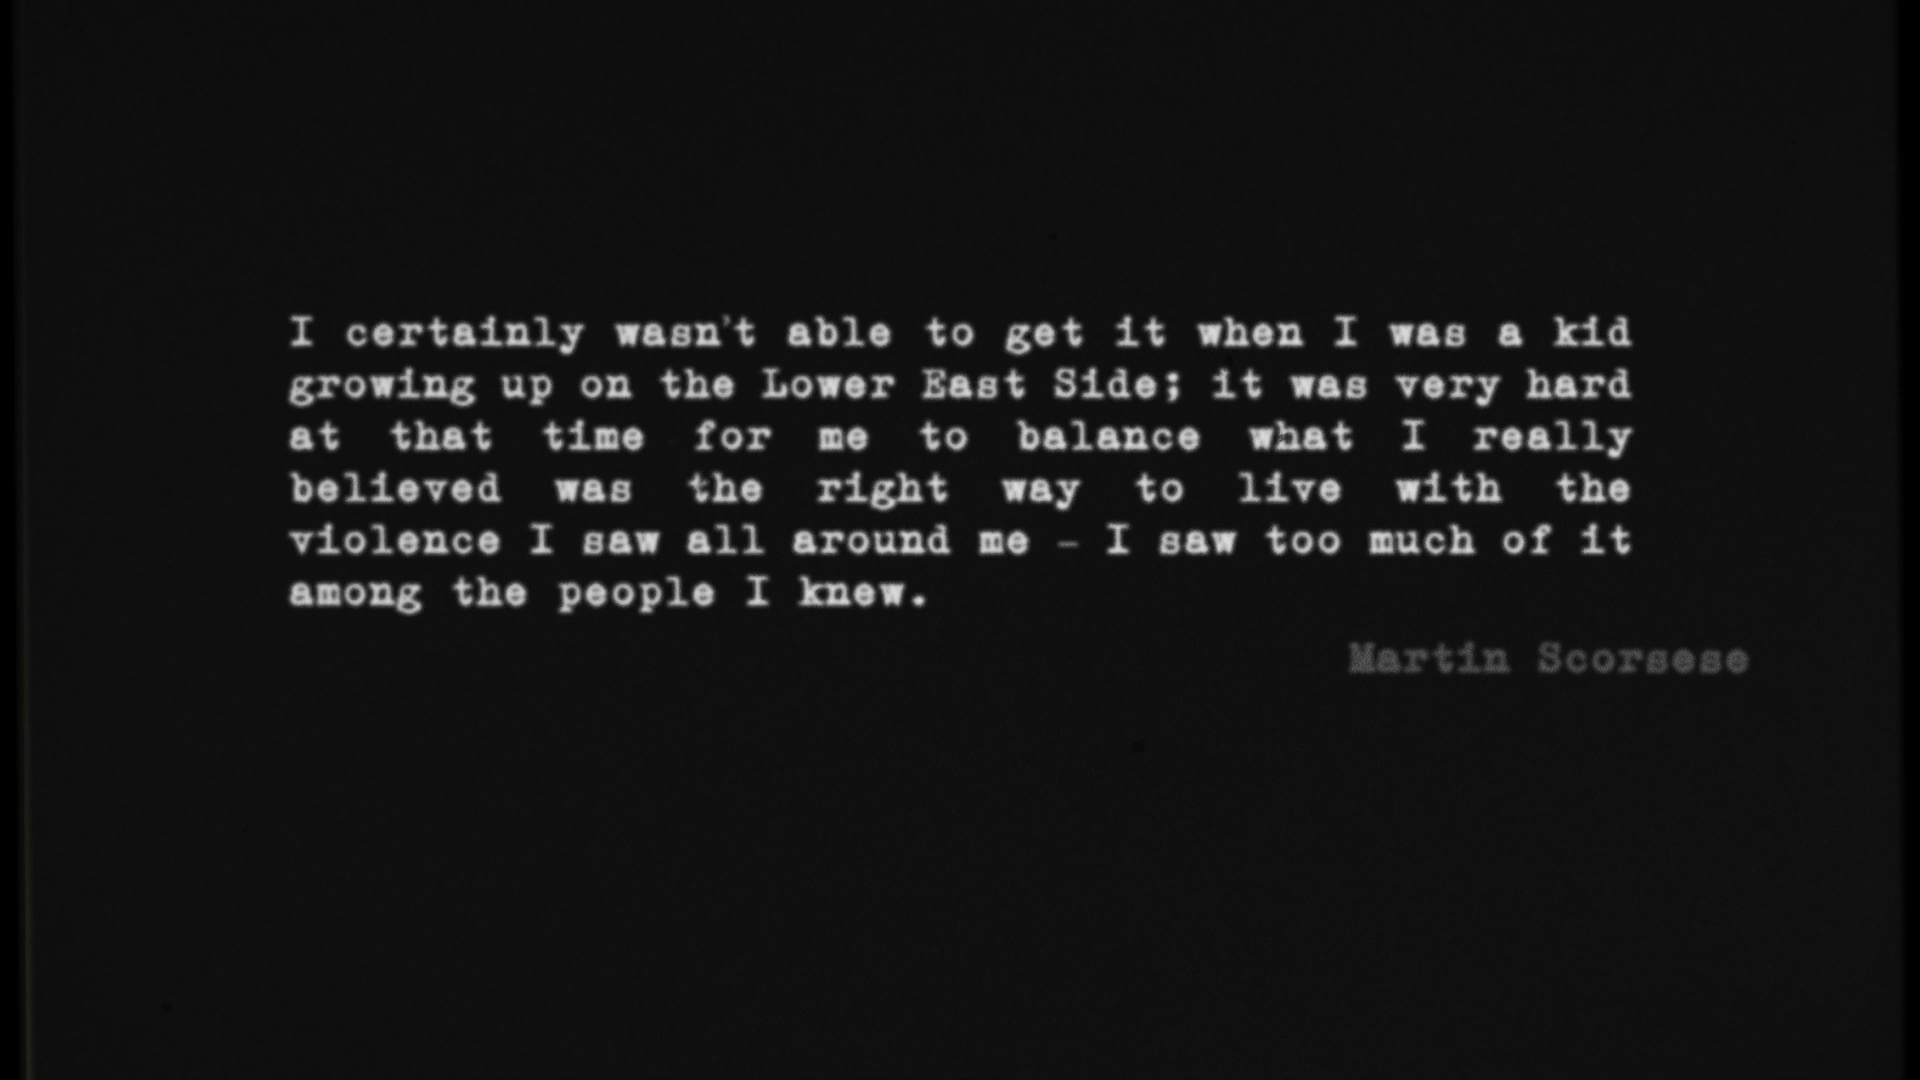 I certainly wasn't able to get it when I was a kid
growing up on the Lower East Side; it was very hard
at that time for me to balance what I really
believed was the right way to live with the
violence I saw all around me – I saw too much of it
among the people I knew.
Martin Scorsese